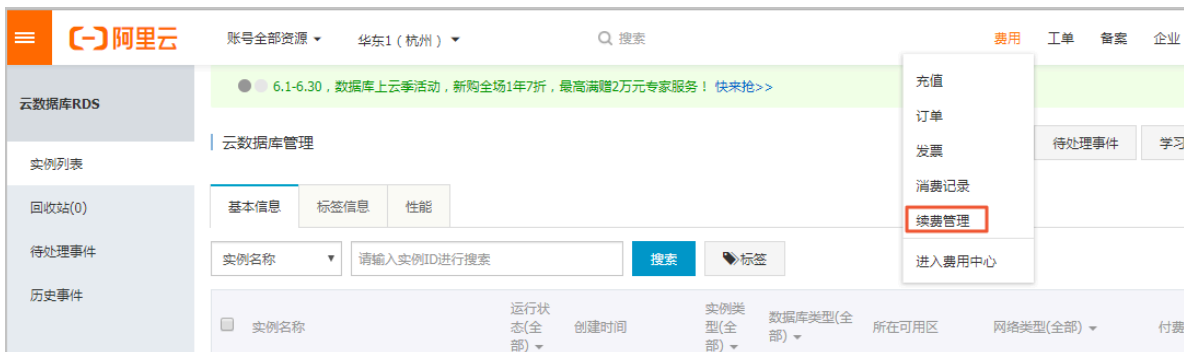 阿里云 账号全部资源 华东1（杭州） 搜索 费用 工单 备案 企业
充值
订单
发票
消费记录
续费管理
进入费用中心
6.1-6.30，数据库上云季活动，新购全场1年7折，最高满赠2万元专家服务！ 快来抢>>
云数据库RDS
实例列表
回收站(0)
待处理事件
历史事件
云数据库管理 待处理事件 学习
基本信息 标签信息 性能
实例名称 请输入实例ID进行搜索 搜索 标签
实例名称 运行状态(全部) 创建时间 实例类型(全部) 数据库类型(全部) 所在可用区 网络类型(全部) 付费